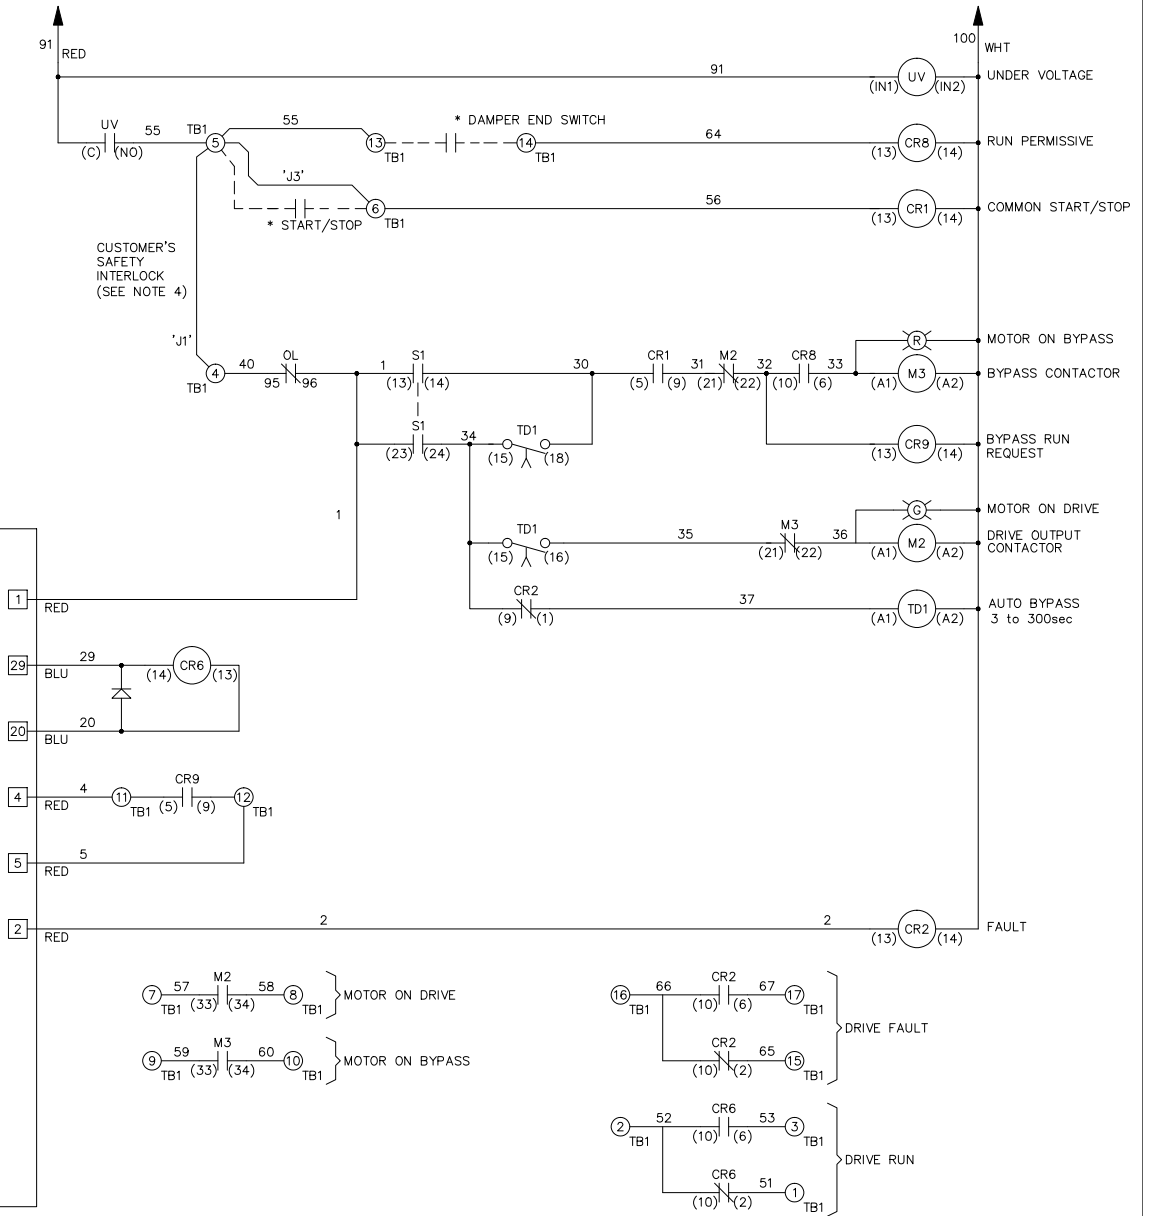 91
RED
100
WHT
91
(IN1)
UV
(IN2)
UNDER VOLTAGE
UV
(C)
(NO)
55
TB1
5
55
13
TB1
* DAMPER END SWITCH
14
TB1
64
(13)
CR8
(14)
RUN PERMISSIVE
'J3'
* START/STOP
6
TB1
56
(13)
CR1
(14)
COMMON START/STOP
CUSTOMER'S
SAFETY
INTERLOCK
(SEE NOTE 4)
'J1'
4
TB1
40
OL
95
96
1
S1
(13)
(14)
30
CR1
(5)
(9)
31
M2
(21)
(22)
32
CR8
(10)
(6)
33
R
MOTOR ON BYPASS
(A1)
M3
(A2)
BYPASS CONTACTOR
S1
(23)
(24)
34
TD1
(15)
(18)
(13)
CR9
(14)
BYPASS RUN
REQUEST
1
G
MOTOR ON DRIVE
TD1
(15)
(16)
35
M3
(21)
(22)
36
(A1)
M2
(A2)
DRIVE OUTPUT
CONTACTOR
CR2
(9)
(1)
37
(A1)
TD1
(A2)
AUTO BYPASS
3 to 300sec
1
RED
29
BLU
29
(14)
CR6
(13)
20
BLU
20
4
RED
4
11
TB1
CR9
(5)
(9)
12
TB1
5
RED
5
2
RED
2
2
(13)
CR2
(14)
FAULT
7
TB1
57
M2
(33)
(34)
58
8
TB1
MOTOR ON DRIVE
9
TB1
59
M3
(33)
(34)
60
10
TB1
MOTOR ON BYPASS
16
TB1
66
CR2
(10)
(6)
67
17
TB1
CR2
(10)
(2)
65
15
TB1
DRIVE FAULT
2
TB1
52
CR6
(10)
(6)
53
3
TB1
CR6
(10)
(2)
51
1
TB1
DRIVE RUN